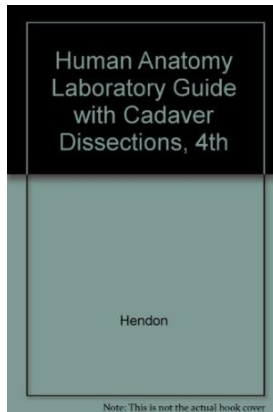 Human Anatomy
Laboratory Guide
with Cadaver
Dissections, 4th
Hendon
Note: This is not the actual book cover